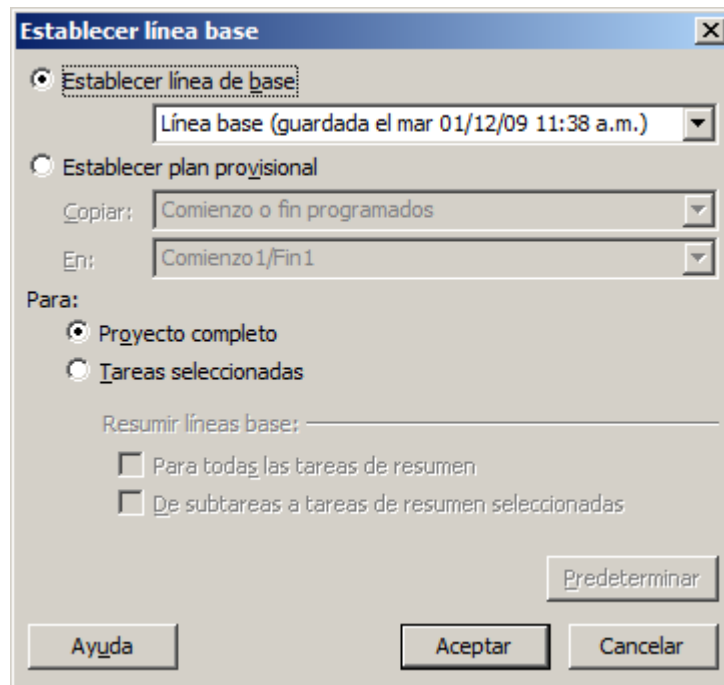 Establecer línea base
Establecer línea de base
Línea base (guardada el mar 01/12/09 11:38 a.m.)
Establecer plan provisional
Copiar: Comienzo o fin programados
En: Comienzo1/Fin1
Para:
Proyecto completo
Tareas seleccionadas
Resumir líneas base:
Para todas las tareas de resumen
De subtareas a tareas de resumen seleccionadas
Predeterminar
Ayuda Aceptar Cancelar